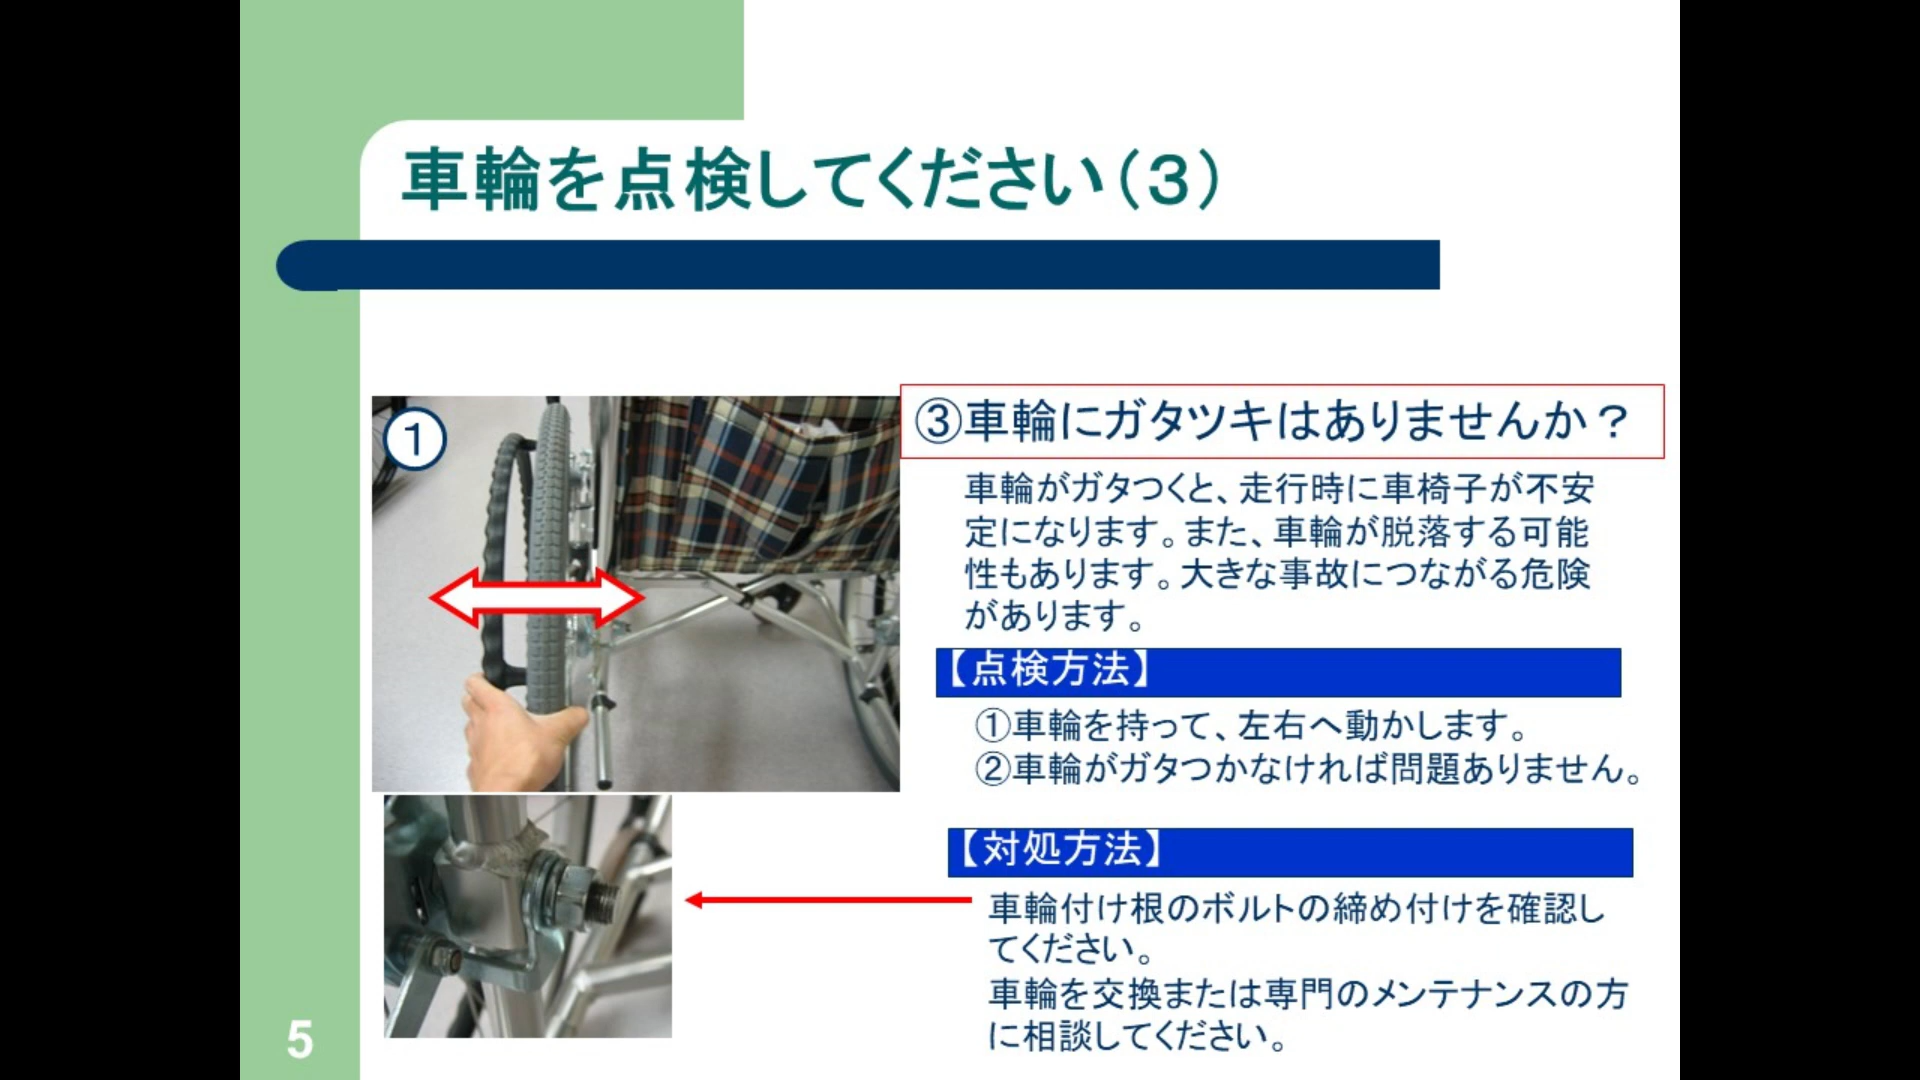 車輪を点検してください（３）
①
③車輪にガタツキはありませんか？
車輪がガタつくと、走行時に車椅子が不安
定になります。また、車輪が脱落する可能
性もあります。大きな事故につながる危険
があります。
【点検方法】
①車輪を持って、左右へ動かします。
②車輪がガタつかなければ問題ありません。
【対処方法】
車輪付け根のボルトの締め付けを確認し
てください。
車輪を交換または専門のメンテナンスの方
に相談してください。
5